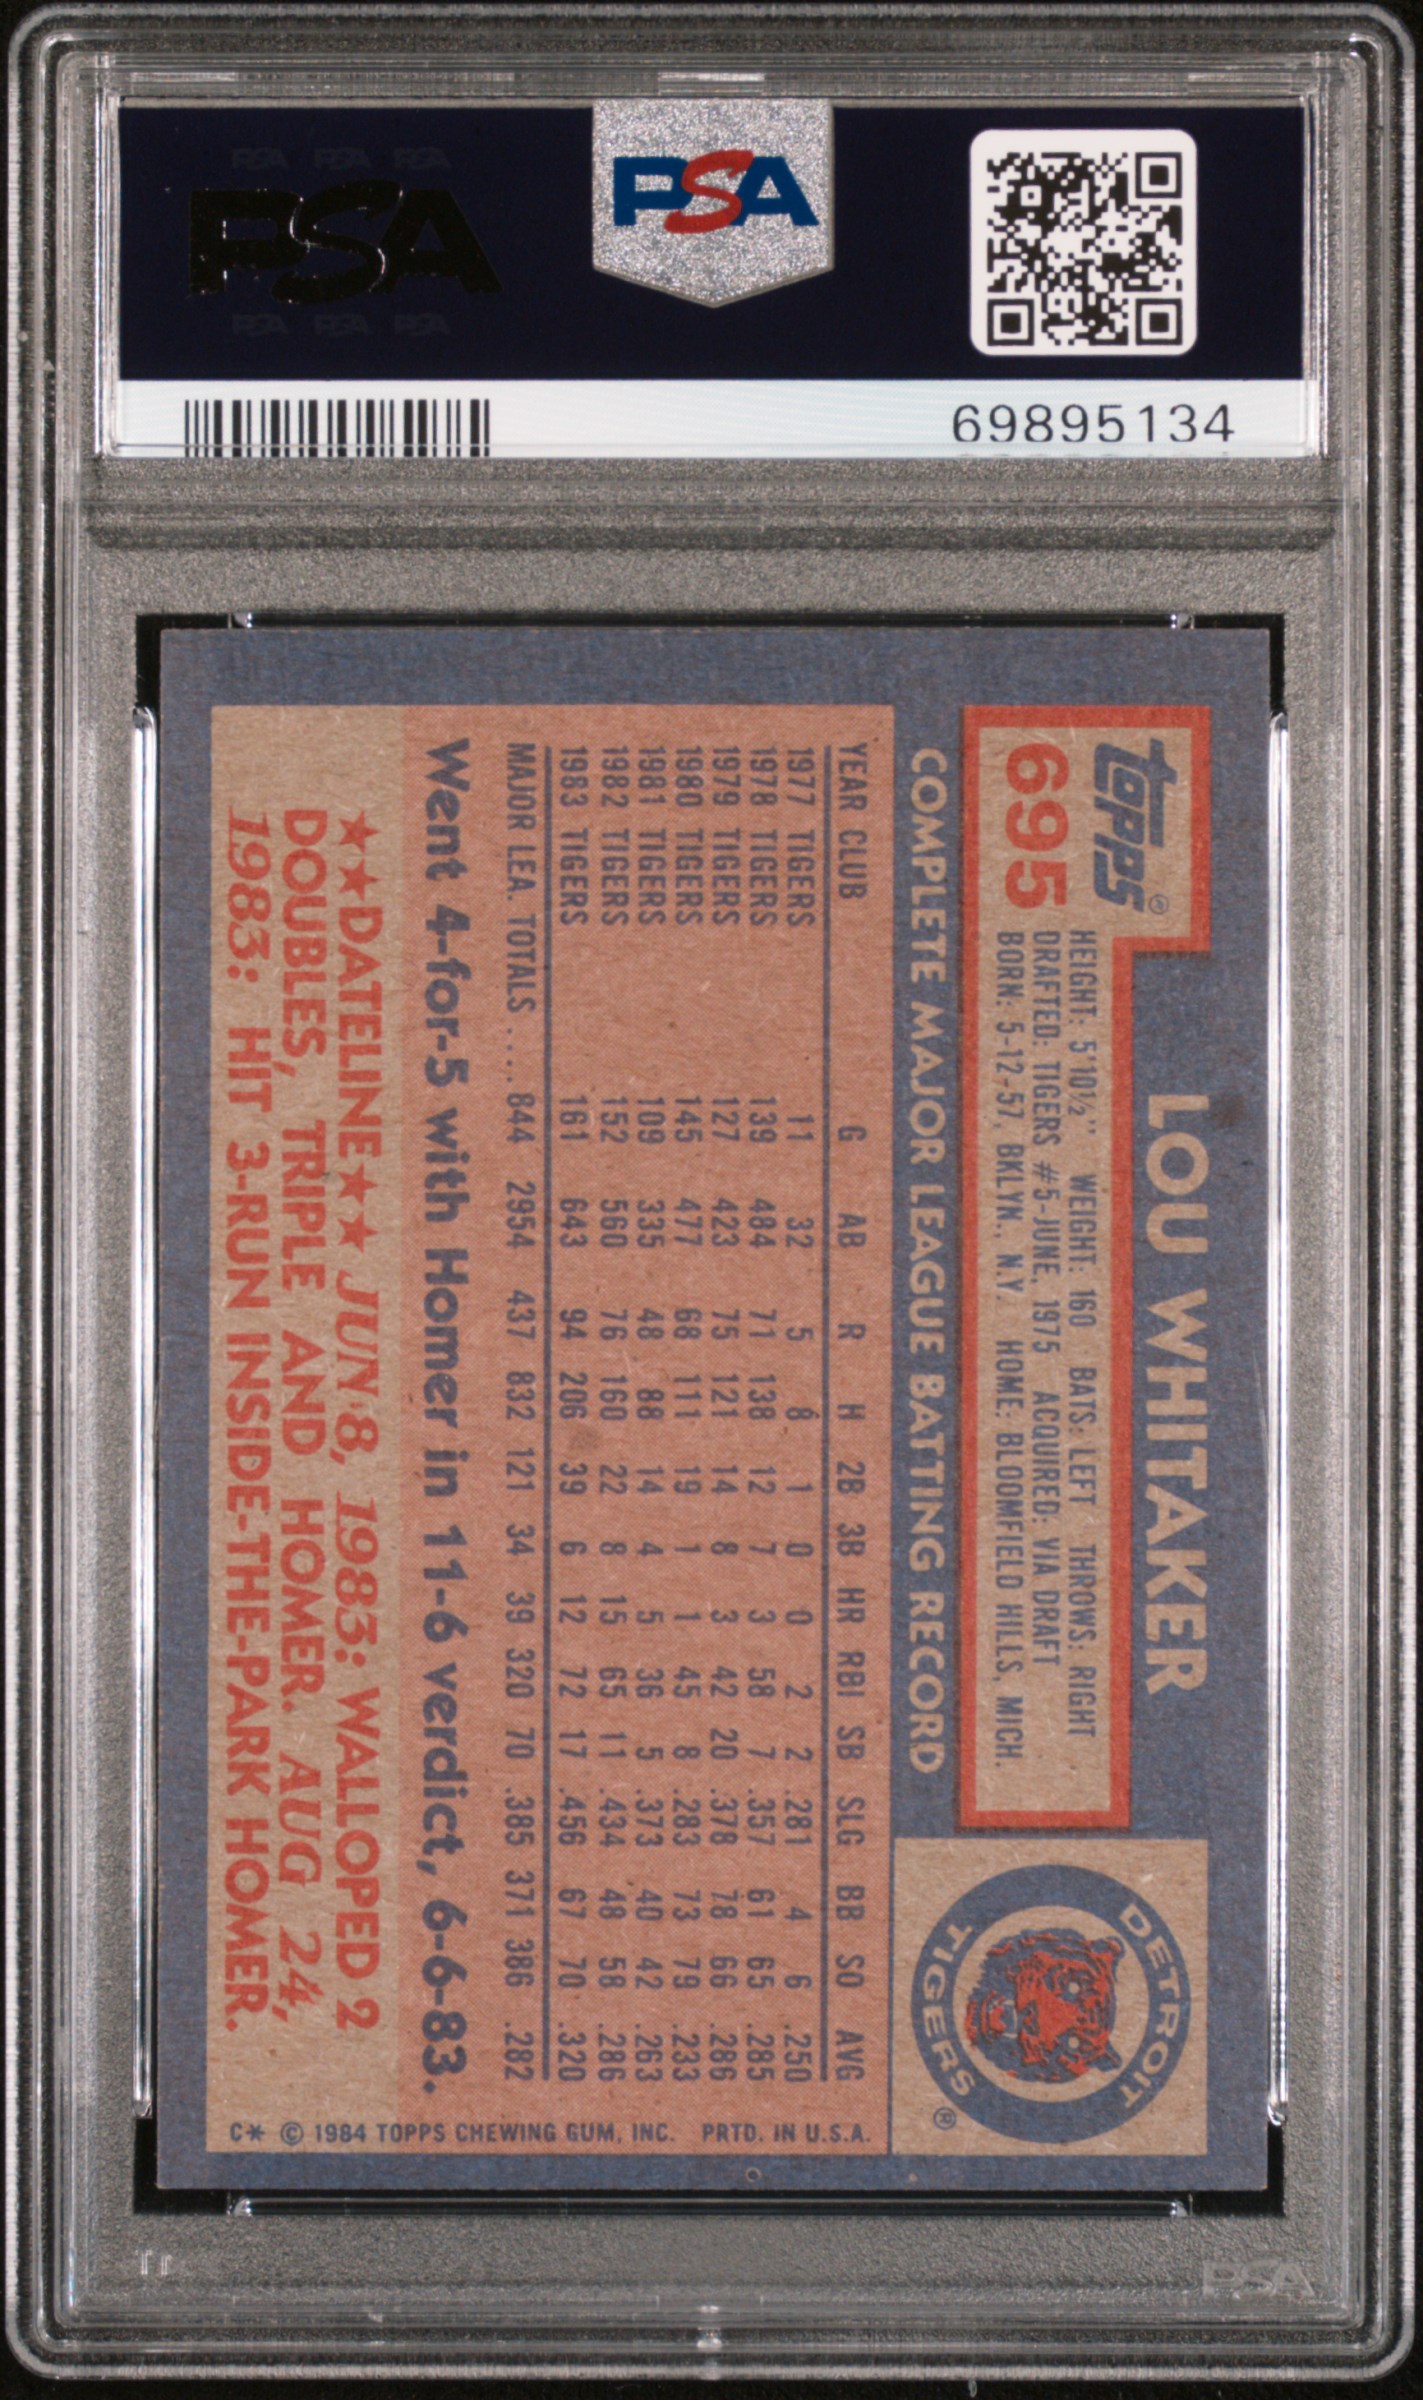 PSA PSA PSA
PSA
PSA PSA PSA
PSA
69895134
Topps®
695
LOU WHITAKER
HEIGHT: 5'10½" WEIGHT: 160 BATS: LEFT THROWS: RIGHT
DRAFTED: TIGERS #5-JUNE, 1975 ACQUIRED: VIA DRAFT
BORN: 5-12-57, BKLYN., N.Y. HOME: BLOOMFIELD HILLS, MICH.
DETROIT
TIGERS
®
COMPLETE MAJOR LEAGUE BATTING RECORD
YEAR CLUB G AB R H 2B 3B HR RBI SB SLG BB SO AVG
1977 TIGERS 11 32 5 8 1 0 0 2 2 .281 4 6 .250
1978 TIGERS 139 484 71 138 12 7 3 58 7 .357 61 65 .285
1979 TIGERS 127 423 75 121 14 8 3 42 20 .378 78 66 .286
1980 TIGERS 145 477 68 111 19 1 1 45 8 .283 73 79 .233
1981 TIGERS 109 335 48 88 14 4 5 36 5 .373 40 42 .263
1982 TIGERS 152 560 76 160 22 8 15 65 11 .434 48 58 .286
1983 TIGERS 161 643 94 206 39 6 12 72 17 .456 67 70 .320
MAJOR LEA. TOTALS .... 844 2954 437 832 121 34 39 320 70 .385 371 386 .282
Went 4-for-5 with Homer in 11-6 verdict, 6-6-83.
★★DATELINE★★ JUN 8, 1983: WALLOPED 2
DOUBLES, TRIPLE AND HOMER. AUG 24,
1983: HIT 3-RUN INSIDE-THE-PARK HOMER.
C* © 1984 TOPPS CHEWING GUM, INC. PRTD. IN U.S.A.
PSA